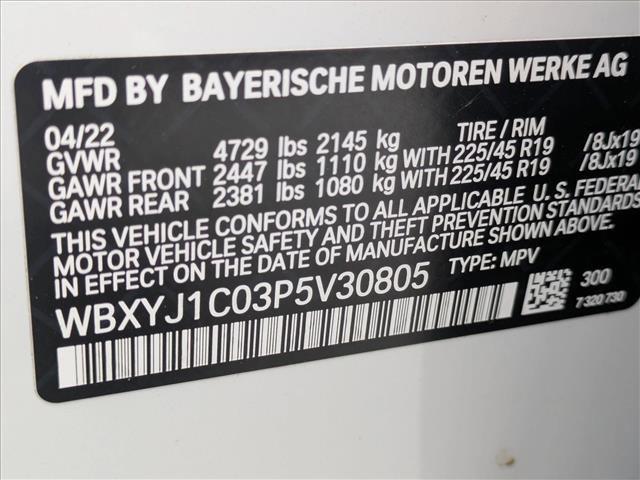 MFD BY BAYERISCHE MOTOREN WERKE AG
04/22 TIRE / RIM
GVWR 4729 lbs 2145 kg
GAWR FRONT 2447 lbs 1110 kg WITH 225/45 R19 /8Jx19
GAWR REAR 2381 lbs 1080 kg WITH 225/45 R19 /8Jx19
THIS VEHICLE CONFORMS TO ALL APPLICABLE U. S. FEDERAL
MOTOR VEHICLE SAFETY AND THEFT PREVENTION STANDARDS
IN EFFECT ON THE DATE OF MANUFACTURE SHOWN ABOVE.
WBXYJ1C03P5V30805 TYPE: MPV
300
7 320 730